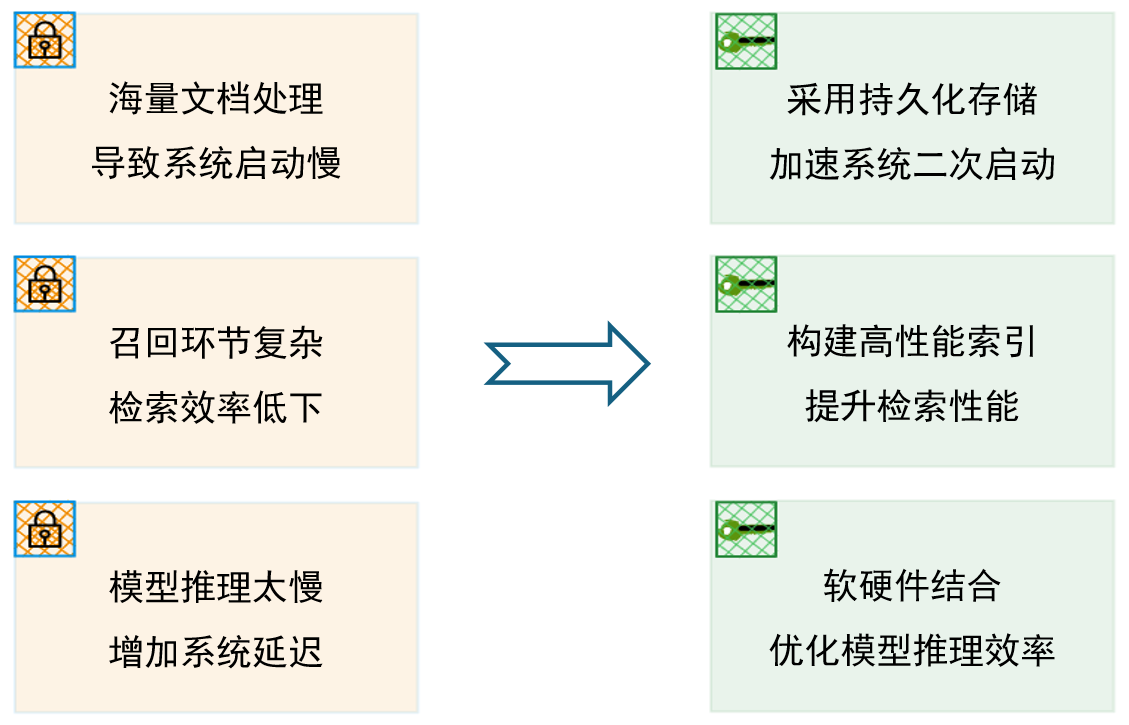 海量文档处理
导致系统启动慢
采用持久化存储
加速系统二次启动
召回环节复杂
检索效率低下
构建高性能索引
提升检索性能
模型推理太慢
增加系统延迟
软硬件结合
优化模型推理效率